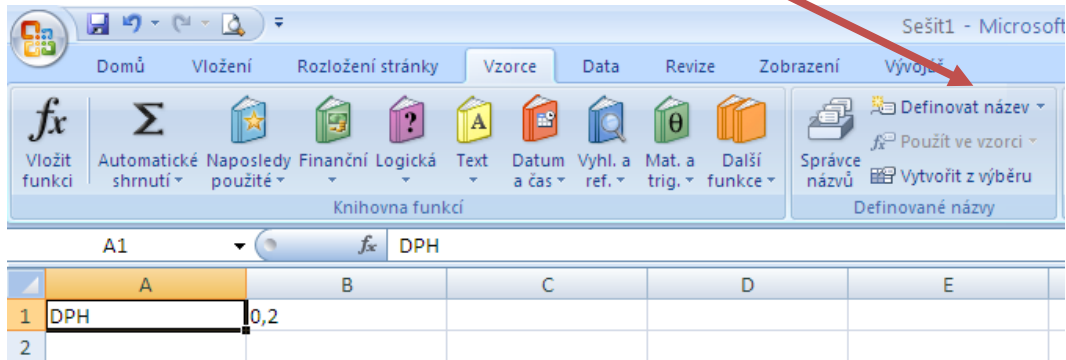 Sešit1 - Microsoft
Domů Vložení Rozložení stránky Vzorce Data Revize Zobrazení Vývojář
fx Σ ? A θ Definovat název
Vložit funkci
Automatické shrnutí
Naposledy použité
Finanční
Logická
Text
Datum a čas
Vyhl. a ref.
Mat. a trig.
Další funkce
Správce názvů
fx Použít ve vzorci
Vytvořit z výběru
Knihovna funkcí Definované názvy
A1 fx DPH
A B C D E
1 DPH 0,2
2